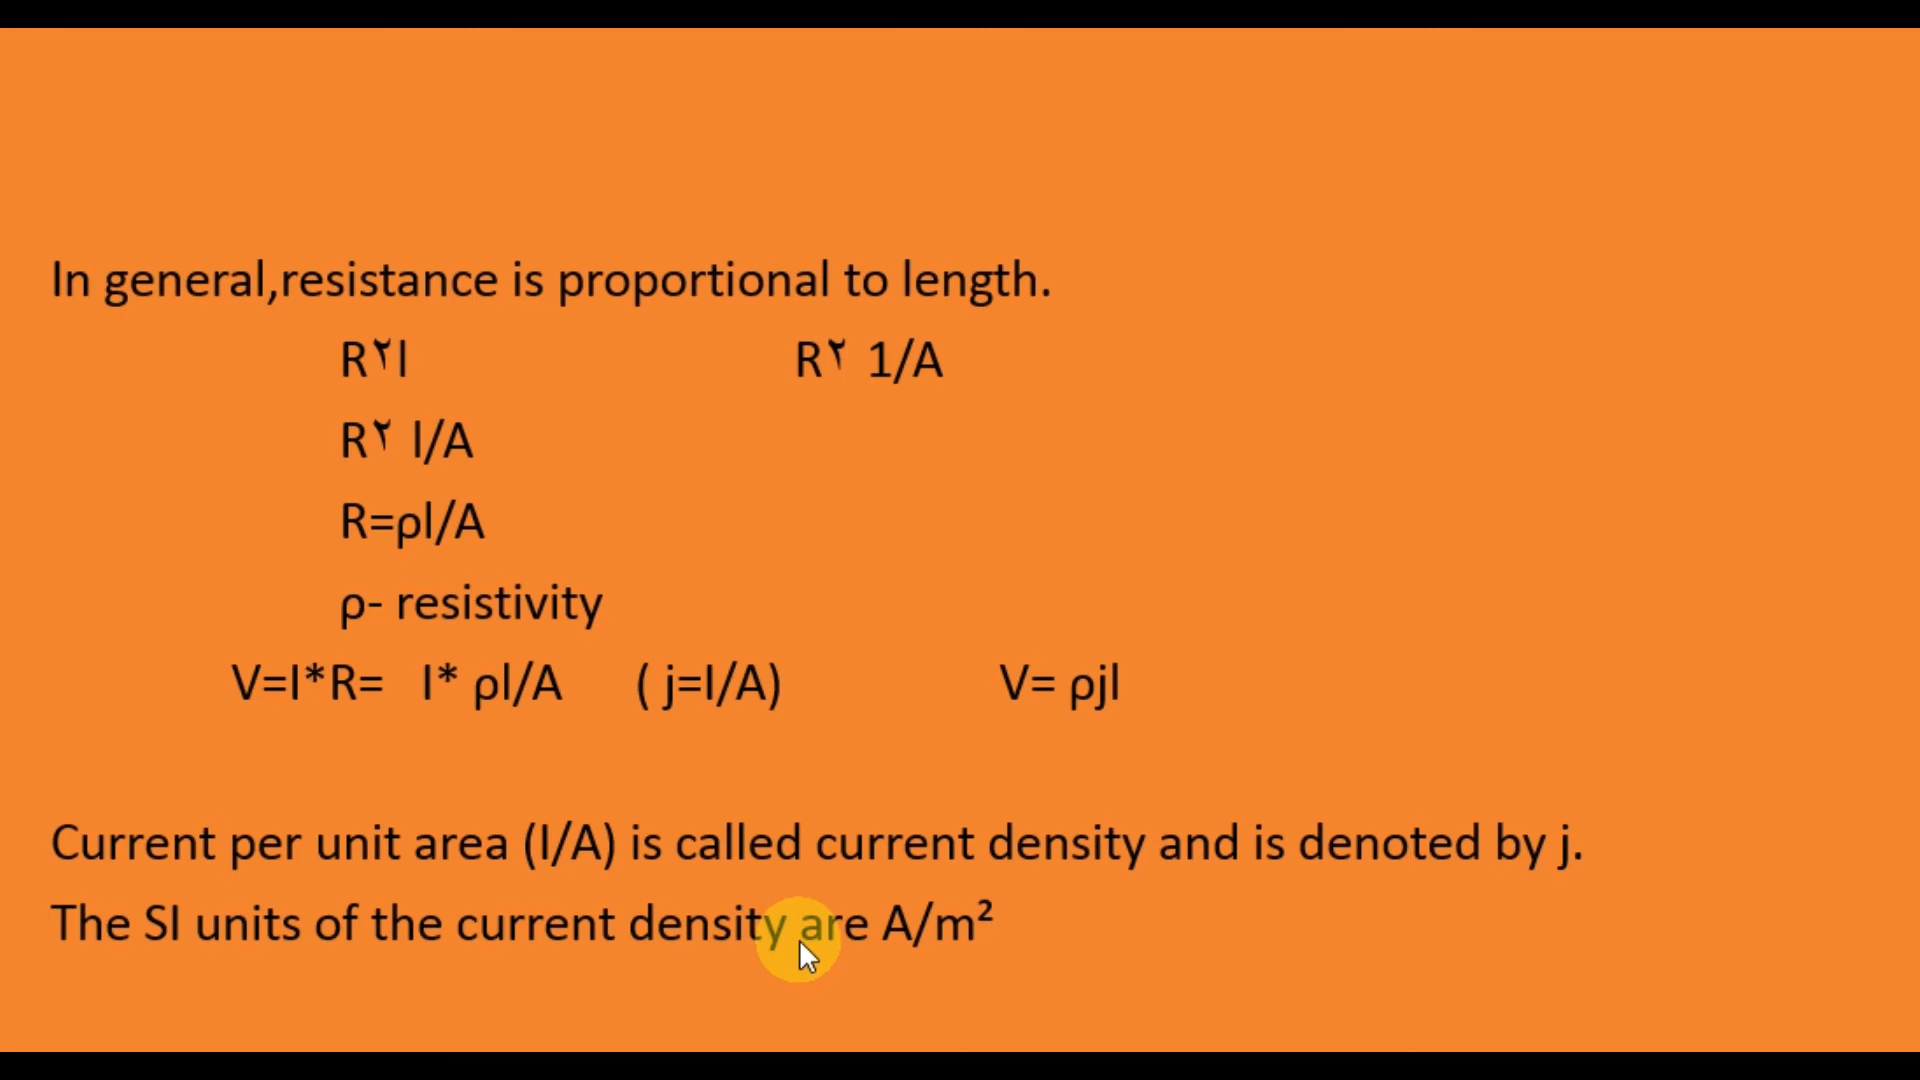 In general,resistance is proportional to length.
R٢l R٢ 1/A
R٢ l/A
R=ρl/A
ρ- resistivity
V=I*R= I* ρl/A ( j=I/A) V= ρjl
Current per unit area (I/A) is called current density and is denoted by j.
The SI units of the current density are A/m²